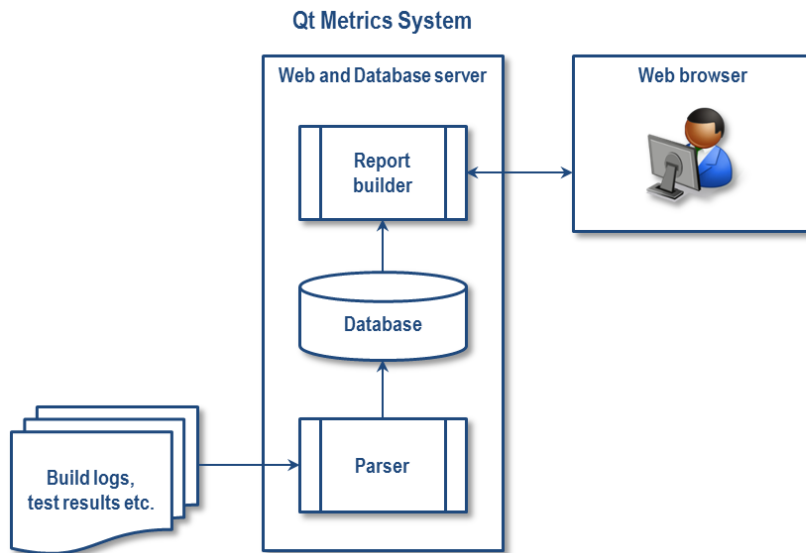 Qt Metrics System
Web and Database server
Web browser
Report
builder
Database
Parser
Build logs,
test results etc.